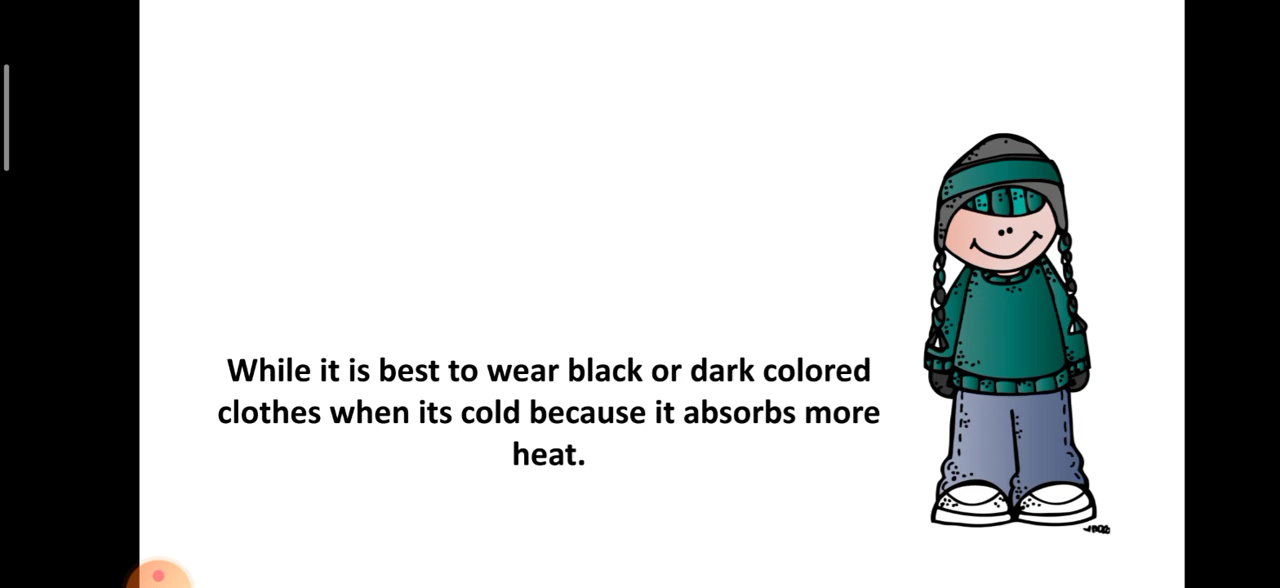 While it is best to wear black or dark colored
clothes when its cold because it absorbs more
heat.